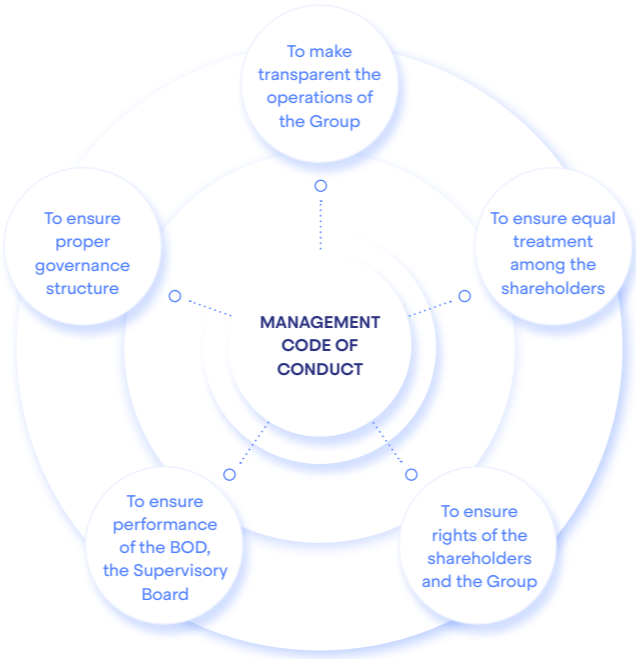 To make
transparent the
operations of
the Group
To ensure
proper
governance
structure
To ensure equal
treatment
among the
shareholders
MANAGEMENT
CODE OF
CONDUCT
To ensure
performance
of the BOD,
the Supervisory
Board
To ensure
rights of the
shareholders
and the Group